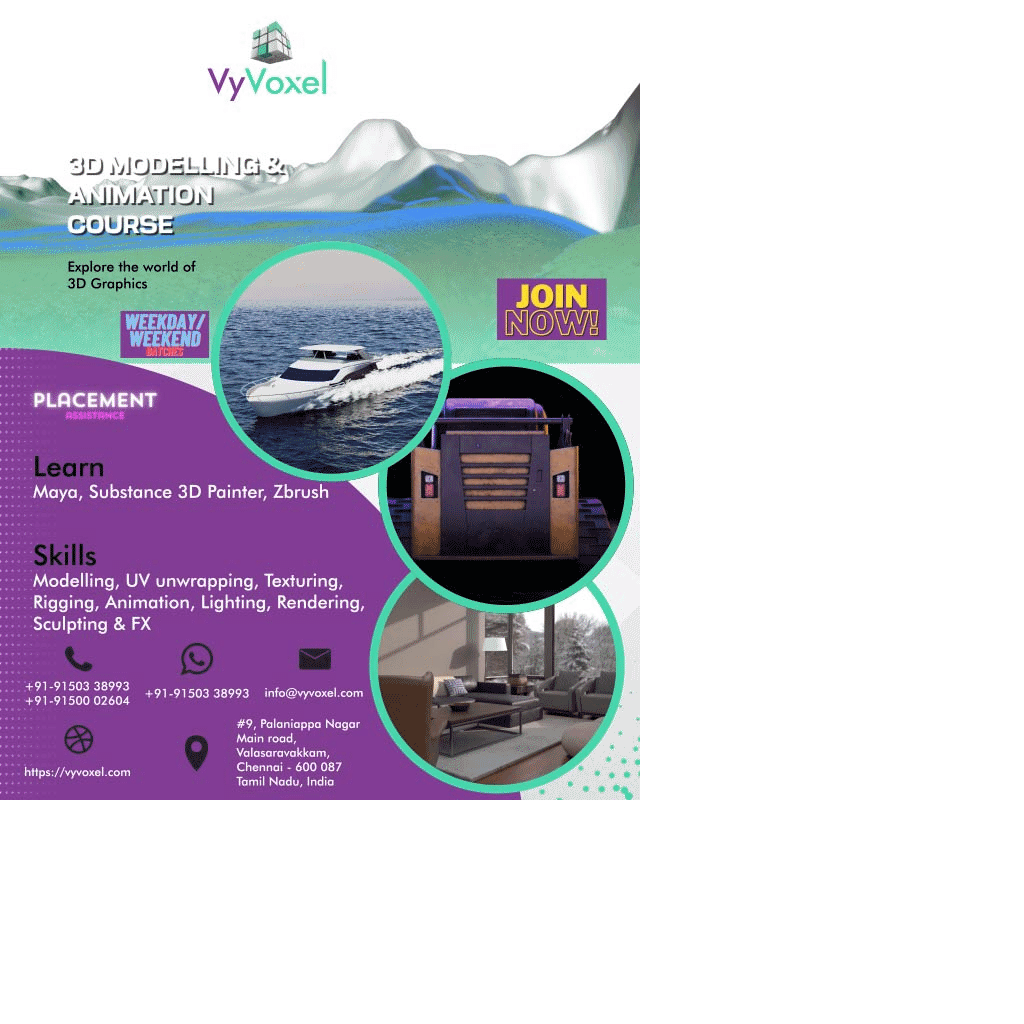 VyVoxel
3D MODELLING &
ANIMATION
COURSE
Explore the world of
3D Graphics
JOIN
NOW!
WEEKDAY/
WEEKEND
BATCHES
PLACEMENT
ASSISTANCE
Learn
Maya, Substance 3D Painter, Zbrush
Skills
Modelling, UV unwrapping, Texturing,
Rigging, Animation, Lighting, Rendering,
Sculpting & FX
+91-91503 38993
+91-91500 02604
+91-91503 38993
info@vyvoxel.com
https://vyvoxel.com
#9, Palaniappa Nagar
Main road,
Valasaravakkam,
Chennai - 600 087
Tamil Nadu, India